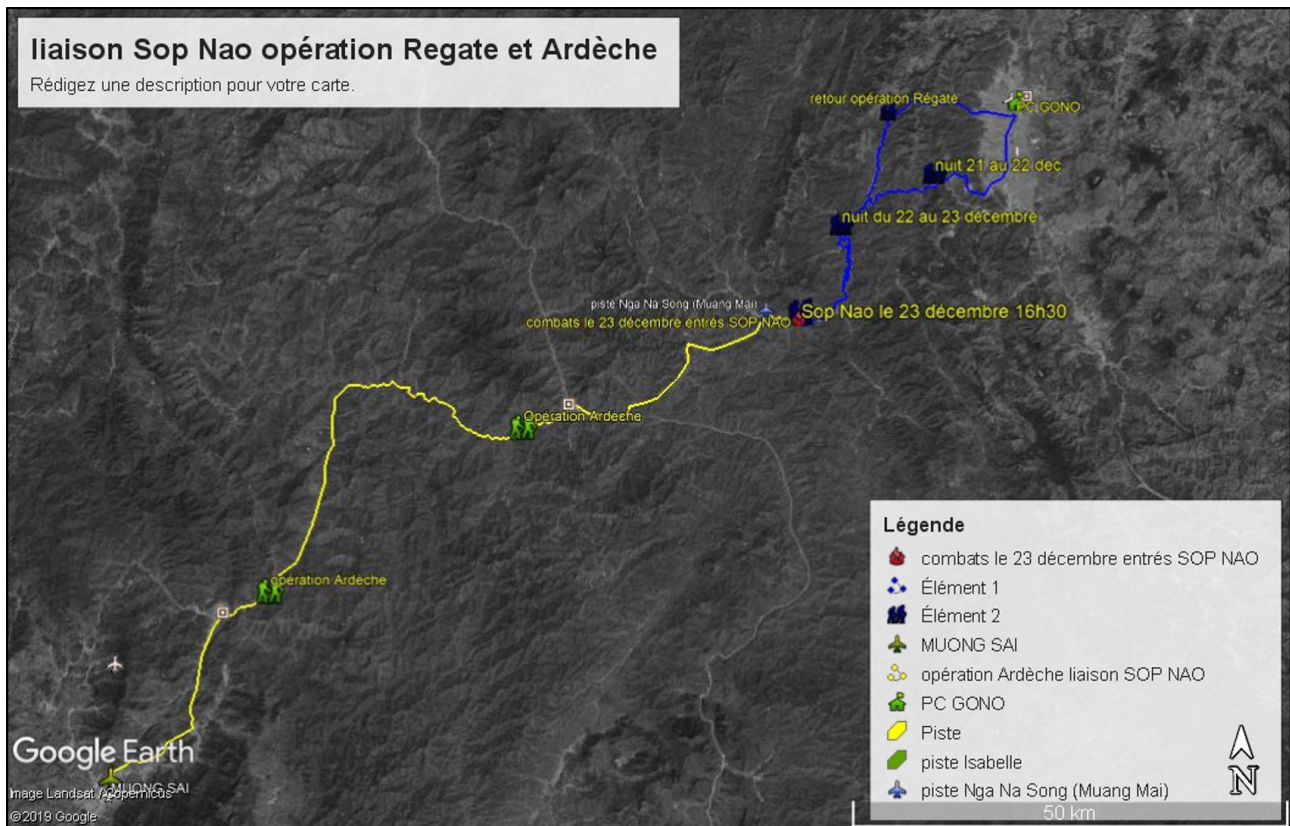 liaison Sop Nao opération Regate et Ardèche
Rédigez une description pour votre carte.
retour opération Régate
PC GONO
nuit 21 au 22 dec
nuit du 22 au 23 décembre
piste Nga Na Song (Muang Mai)
Sop Nao le 23 décembre 16h30
combats le 23 décembre entrés SOP NAO
Opération Ardèche
opération Ardèche
MUONG SAI
Légende
combats le 23 décembre entrés SOP NAO
Élément 1
Élément 2
MUONG SAI
opération Ardèche liaison SOP NAO
PC GONO
Piste
piste Isabelle
piste Nga Na Song (Muang Mai)
N
50 km
Google Earth
Image Landsat / Copernicus
©2019 Google